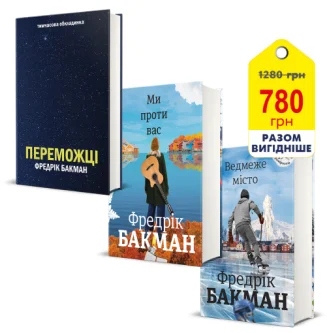 тимчасова обкладинка
ПЕРЕМОЖЦІ
ФРЕДРІК БАКМАН
Ми
проти
вас
Фредрік
БАКМАН
1280 грн
780
грн
РАЗОМ
ВИГІДНІШЕ
Ведмеже
місто
Фредрік
БАКМАН